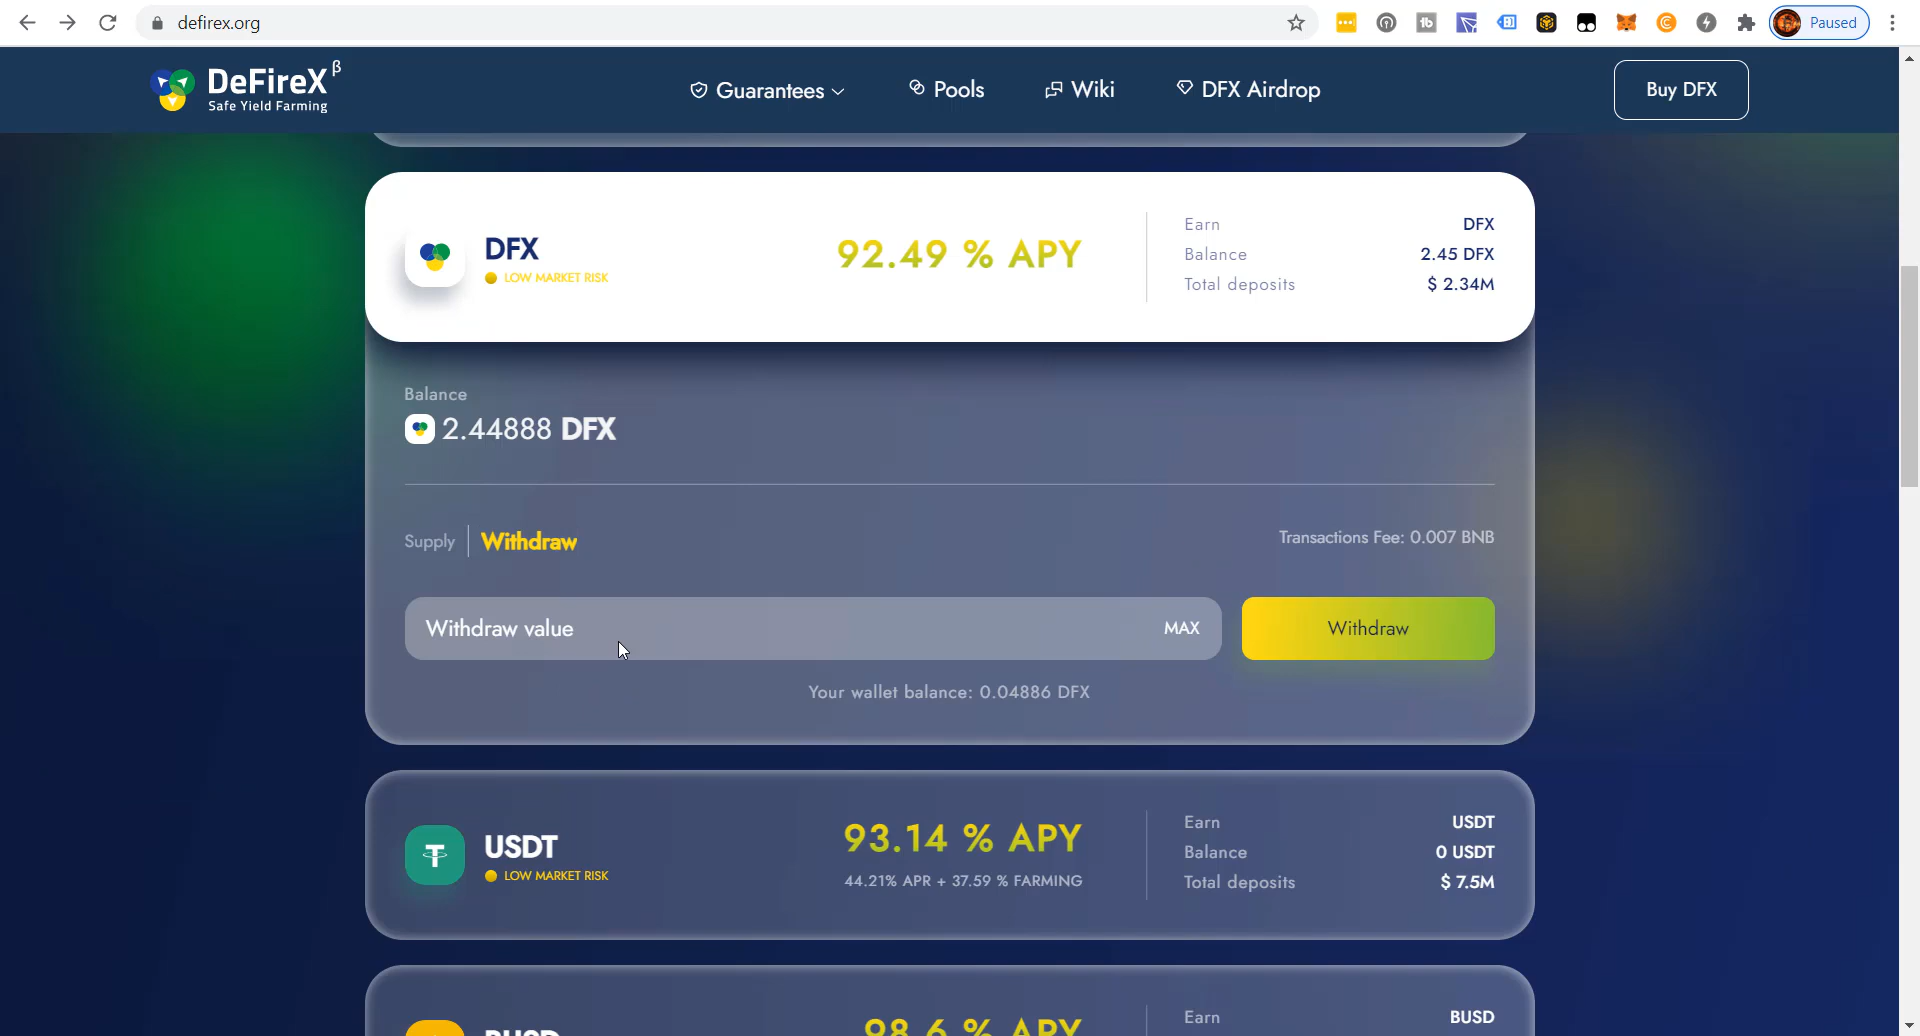 defirex.org
Paused
DeFireX β
Safe Yield Farming
Guarantees
Pools
Wiki
DFX Airdrop
Buy DFX
DFX
LOW MARKET RISK
92.49 % APY
Earn DFX
Balance 2.45 DFX
Total deposits $ 2.34M
Balance
2.44888 DFX
Supply
Withdraw
Transactions Fee: 0.007 BNB
Withdraw value
MAX
Withdraw
Your wallet balance: 0.04886 DFX
USDT
LOW MARKET RISK
93.14 % APY
44.21% APR + 37.59 % FARMING
Earn USDT
Balance 0 USDT
Total deposits $ 7.5M
BUSD
98.6 % APY
Earn BUSD